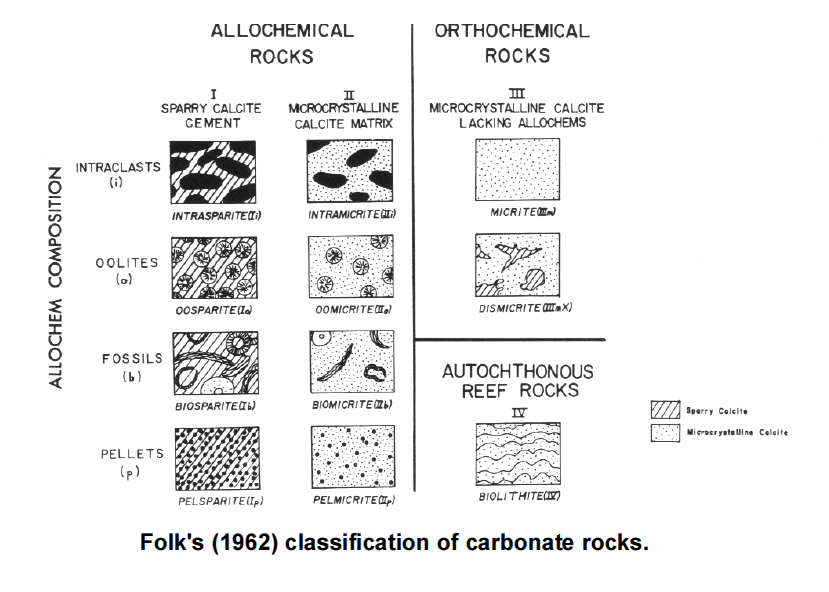 ALLOCHEMICAL
ROCKS
ORTHOCHEMICAL
ROCKS
I
SPARRY CALCITE
CEMENT
II
MICROCRYSTALLINE
CALCITE MATRIX
III
MICROCRYSTALLINE CALCITE
LACKING ALLOCHEMS
ALLOCHEM COMPOSITION
INTRACLASTS
(i)
INTRASPARITE(Ii)
INTRAMICRITE(IIi)
MICRITE(IIIm)
OOLITES
(o)
OOSPARITE(Io)
OOMICRITE(IIo)
DISMICRITE(IIImX)
FOSSILS
(b)
BIOSPARITE(Ib)
BIOMICRITE(IIb)
AUTOCHTHONOUS
REEF ROCKS
IV
Sparry Calcite
Microcrystalline Calcite
PELLETS
(p)
PELSPARITE(Ip)
PELMICRITE(IIp)
BIOLITHITE(IV)
Folk's (1962) classification of carbonate rocks.